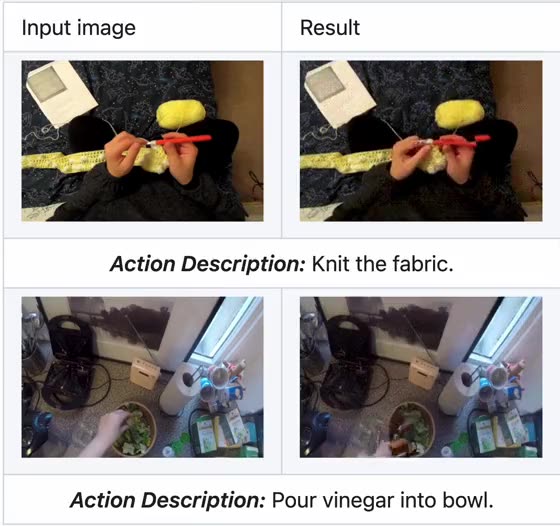 Input image
Result
Action Description: Knit the fabric.
Action Description: Pour vinegar into bowl.